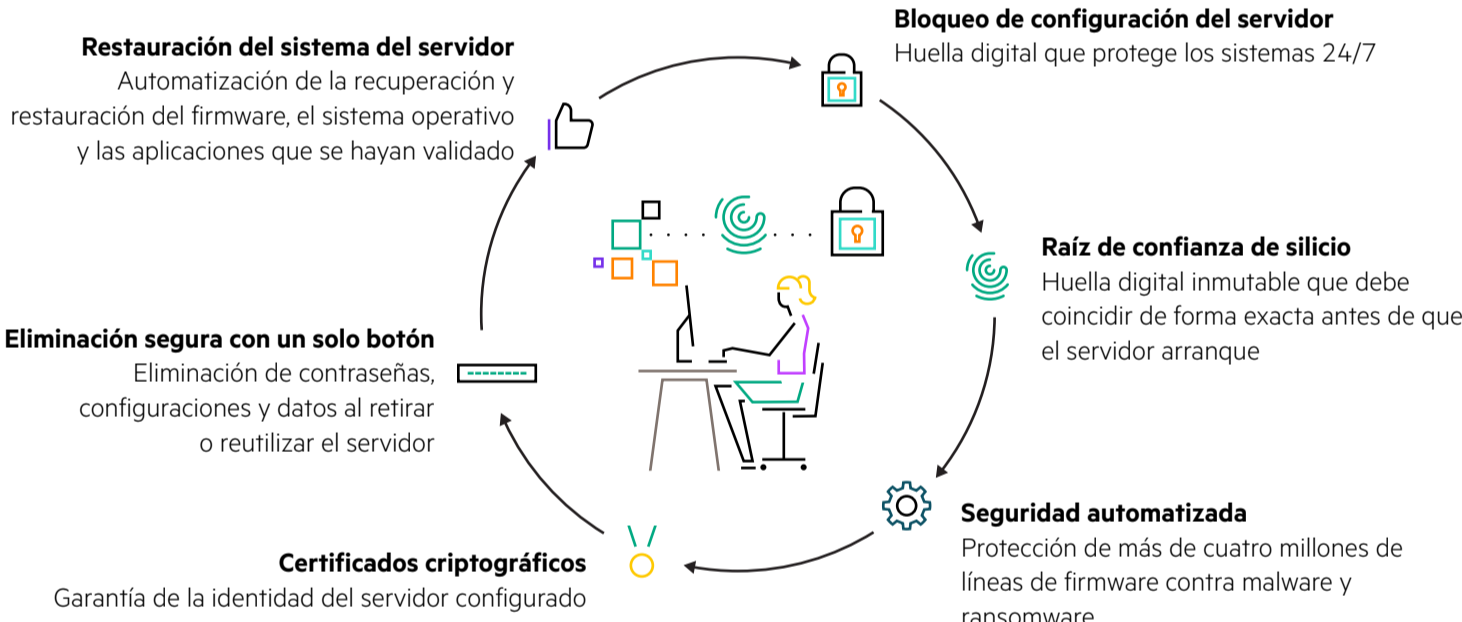 Bloqueo de configuración del servidor
Huella digital que protege los sistemas 24/7
Raíz de confianza de silicio
Huella digital inmutable que debe
coincidir de forma exacta antes de que
el servidor arranque
Seguridad automatizada
Protección de más de cuatro millones de
líneas de firmware contra malware y
ransomware
Certificados criptográficos
Garantía de la identidad del servidor configurado
Eliminación segura con un solo botón
Eliminación de contraseñas,
configuraciones y datos al retirar
o reutilizar el servidor
Restauración del sistema del servidor
Automatización de la recuperación y
restauración del firmware, el sistema operativo
y las aplicaciones que se hayan validado